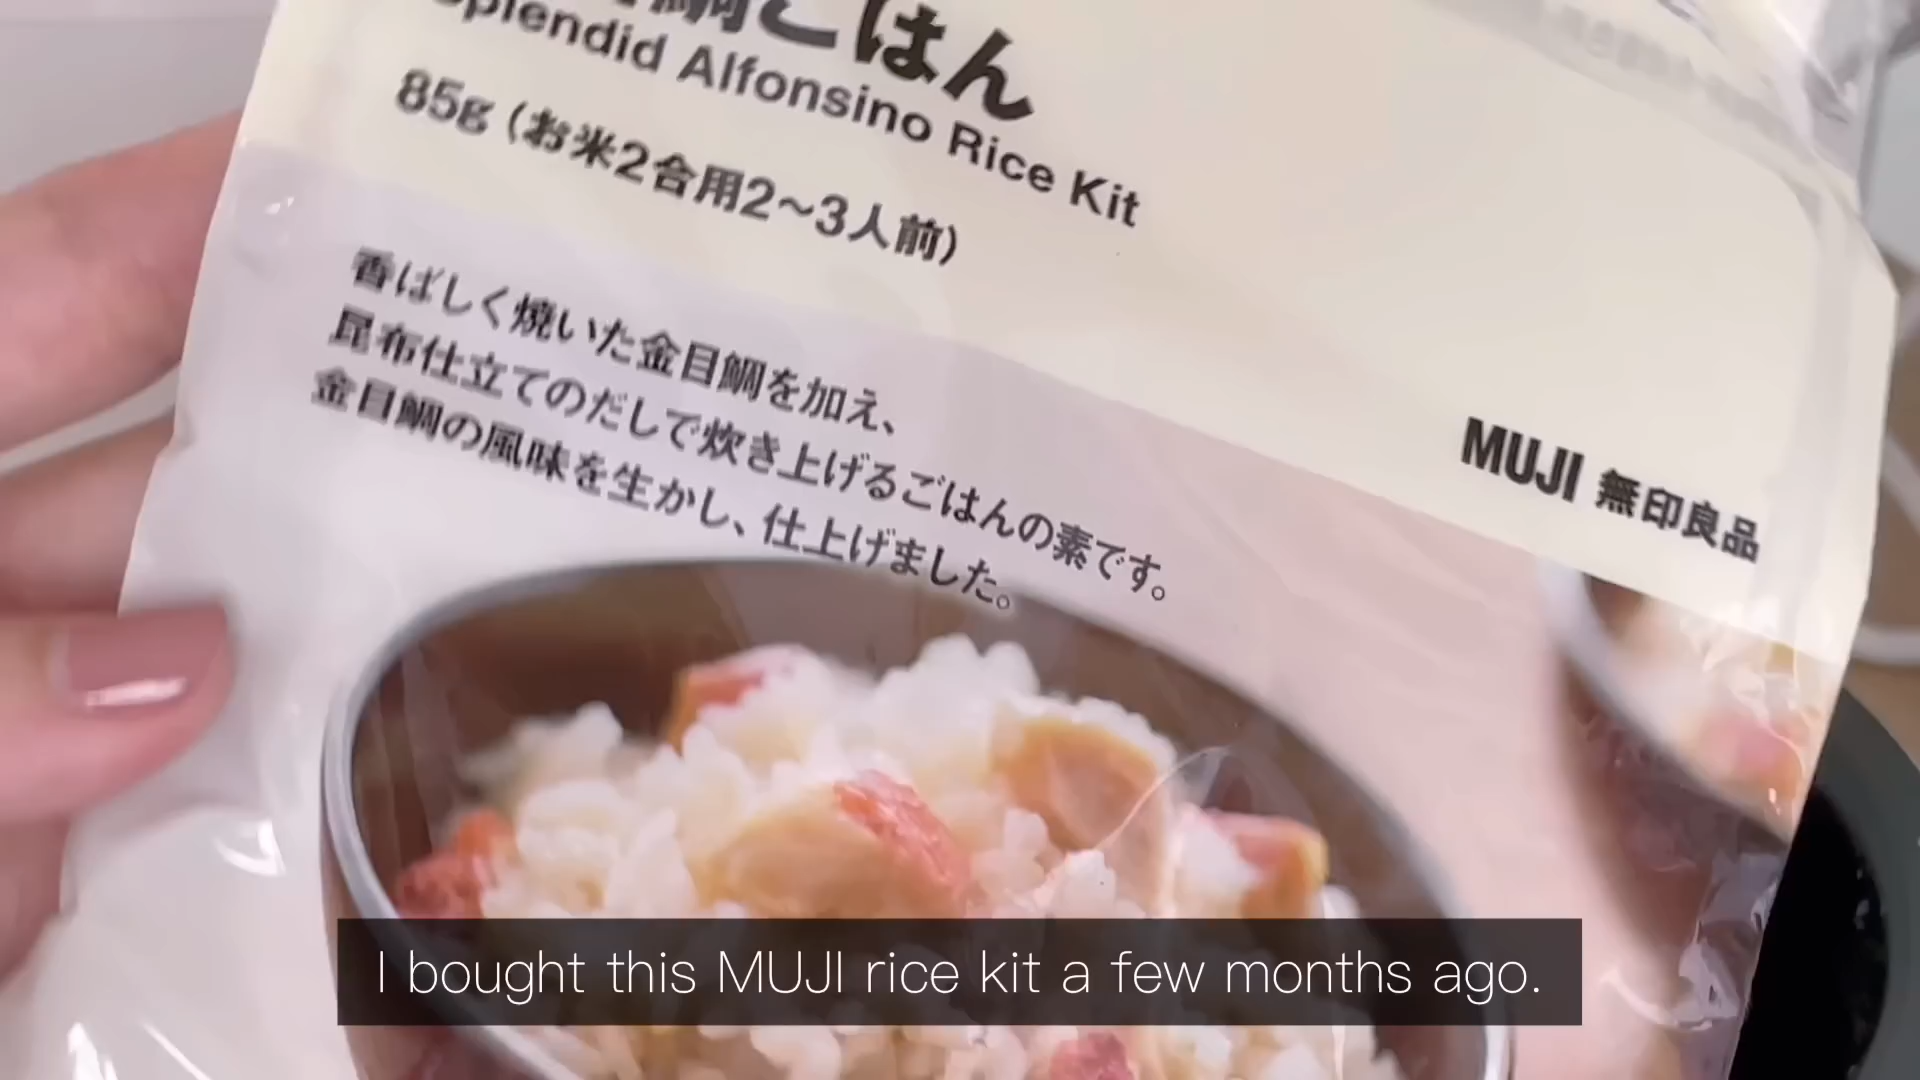 鯛ごはん
Splendid Alfonsino Rice Kit
85g（お米2合用2～3人前）
香ばしく焼いた金目鯛を加え、
昆布仕立てのだしで炊き上げるごはんの素です。
金目鯛の風味を生かし、仕上げました。
MUJI 無印良品
I bought this MUJI rice kit a few months ago.